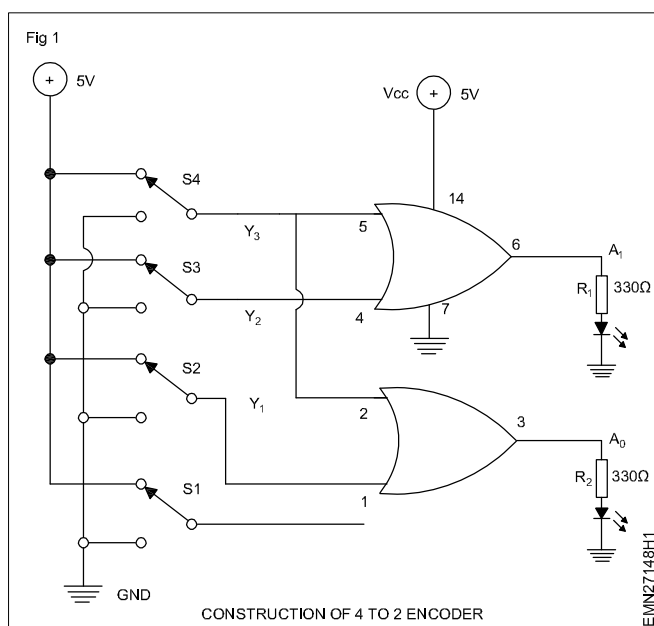 Fig 1
5V
Vcc
5V
S4
14
Y₃
5
6
A₁
S3
R₁
330Ω
Y₂
4
7
S2
Y₁
2
3
A₀
1
R₂
330Ω
S1
GND
CONSTRUCTION OF 4 TO 2 ENCODER
EMN27148H1